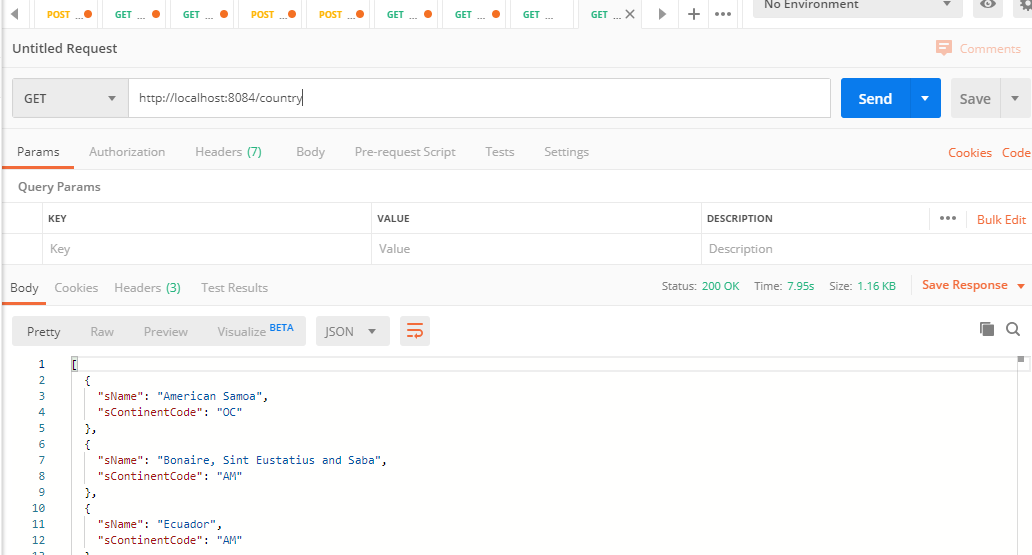 POST ... GET ... GET ... POST ... POST ... GET ... GET ... GET ... GET ... No Environment
Untitled Request Comments
GET http://localhost:8084/country Send Save
Params Authorization Headers (7) Body Pre-request Script Tests Settings Cookies Code
Query Params
KEY VALUE DESCRIPTION ••• Bulk Edit
Key Value Description
Body Cookies Headers (3) Test Results Status: 200 OK Time: 7.95s Size: 1.16 KB Save Response
Pretty Raw Preview Visualize BETA JSON
1 [
2 {
3 "sName": "American Samoa",
4 "sContinentCode": "OC"
5 },
6 {
7 "sName": "Bonaire, Sint Eustatius and Saba",
8 "sContinentCode": "AM"
9 },
10 {
11 "sName": "Ecuador",
12 "sContinentCode": "AM"